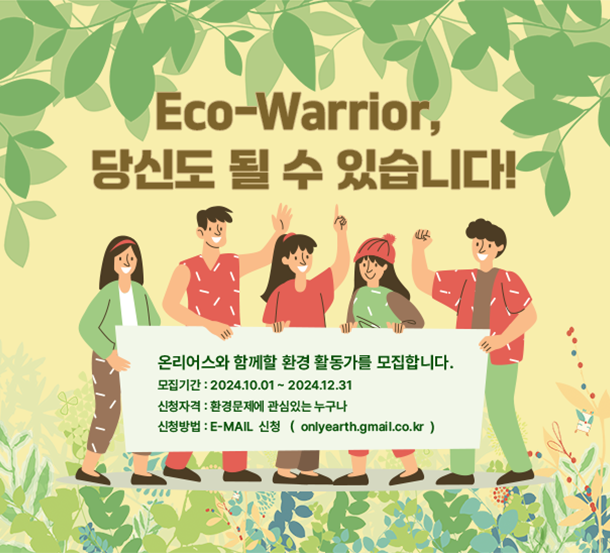 Eco-Warrior,
당신도 될 수 있습니다!
온리어스와 함께할 환경 활동가를 모집합니다.
모집기간 : 2024.10.01 ~ 2024.12.31
신청자격 : 환경문제에 관심있는 누구나
신청방법 : E-MAIL 신청 ( onlyearth.gmail.co.kr )